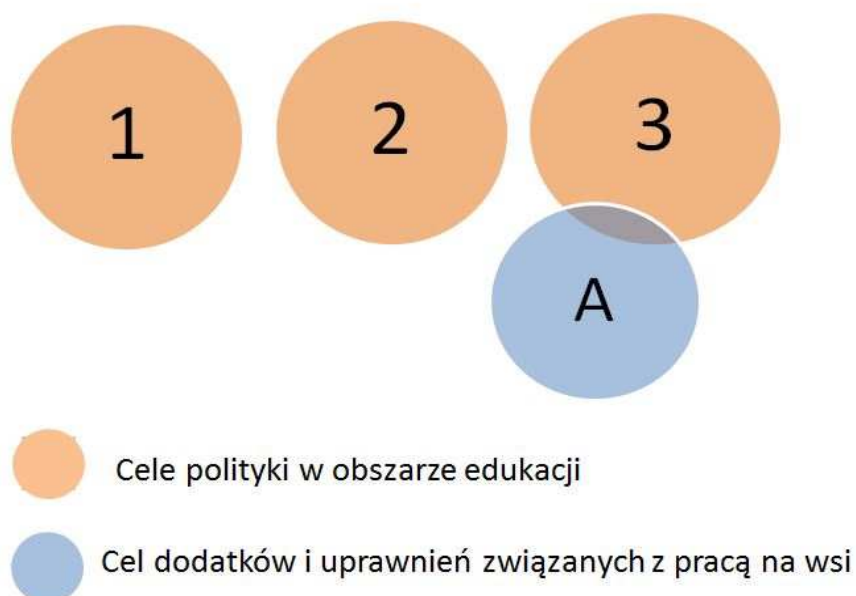 1 2 3
A
Cele polityki w obszarze edukacji
Cel dodatków i uprawnień związanych z pracą na wsi